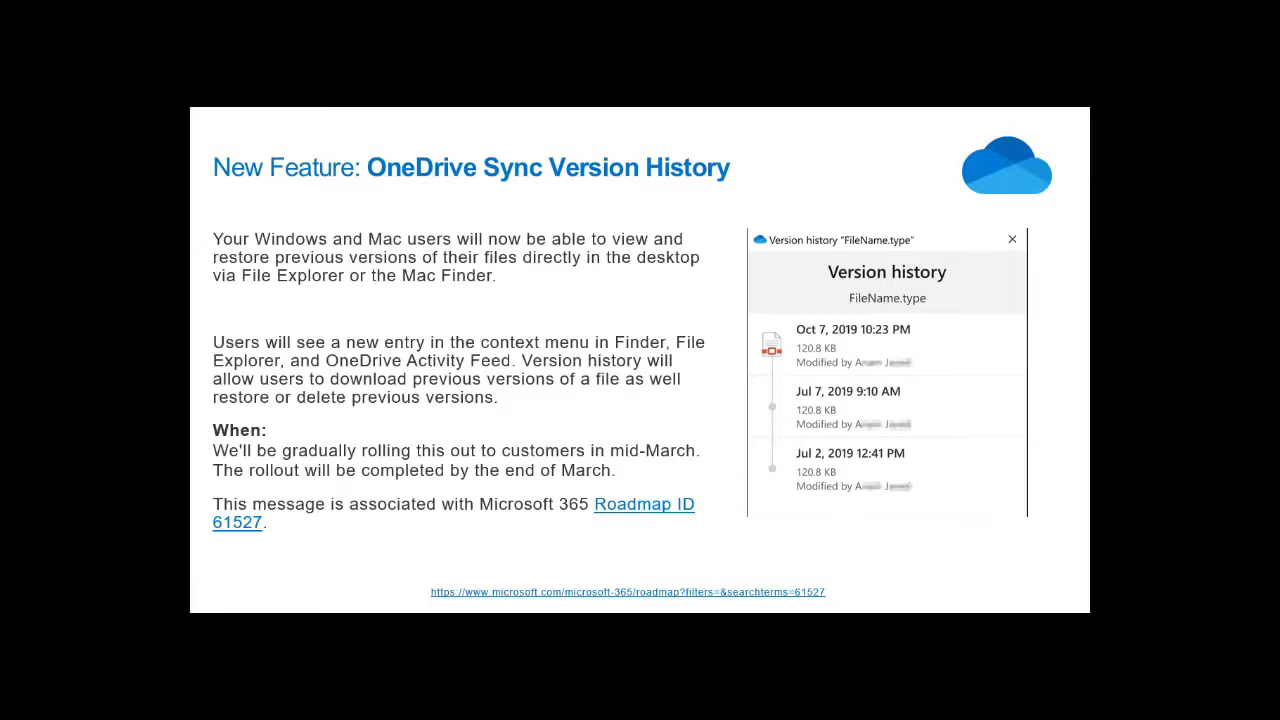 New Feature: OneDrive Sync Version History
Your Windows and Mac users will now be able to view and
restore previous versions of their files directly in the desktop
via File Explorer or the Mac Finder.
Users will see a new entry in the context menu in Finder, File
Explorer, and OneDrive Activity Feed. Version history will
allow users to download previous versions of a file as well
restore or delete previous versions.
When:
We'll be gradually rolling this out to customers in mid-March.
The rollout will be completed by the end of March.
This message is associated with Microsoft 365 Roadmap ID
61527.
Version history "FileName.type"
Version history
FileName.type
Oct 7, 2019 10:23 PM
120.8 KB
Modified by
Jul 7, 2019 9:10 AM
120.8 KB
Modified by
Jul 2, 2019 12:41 PM
120.8 KB
Modified by
https://www.microsoft.com/microsoft-365/roadmap?filters=&searchterms=61527